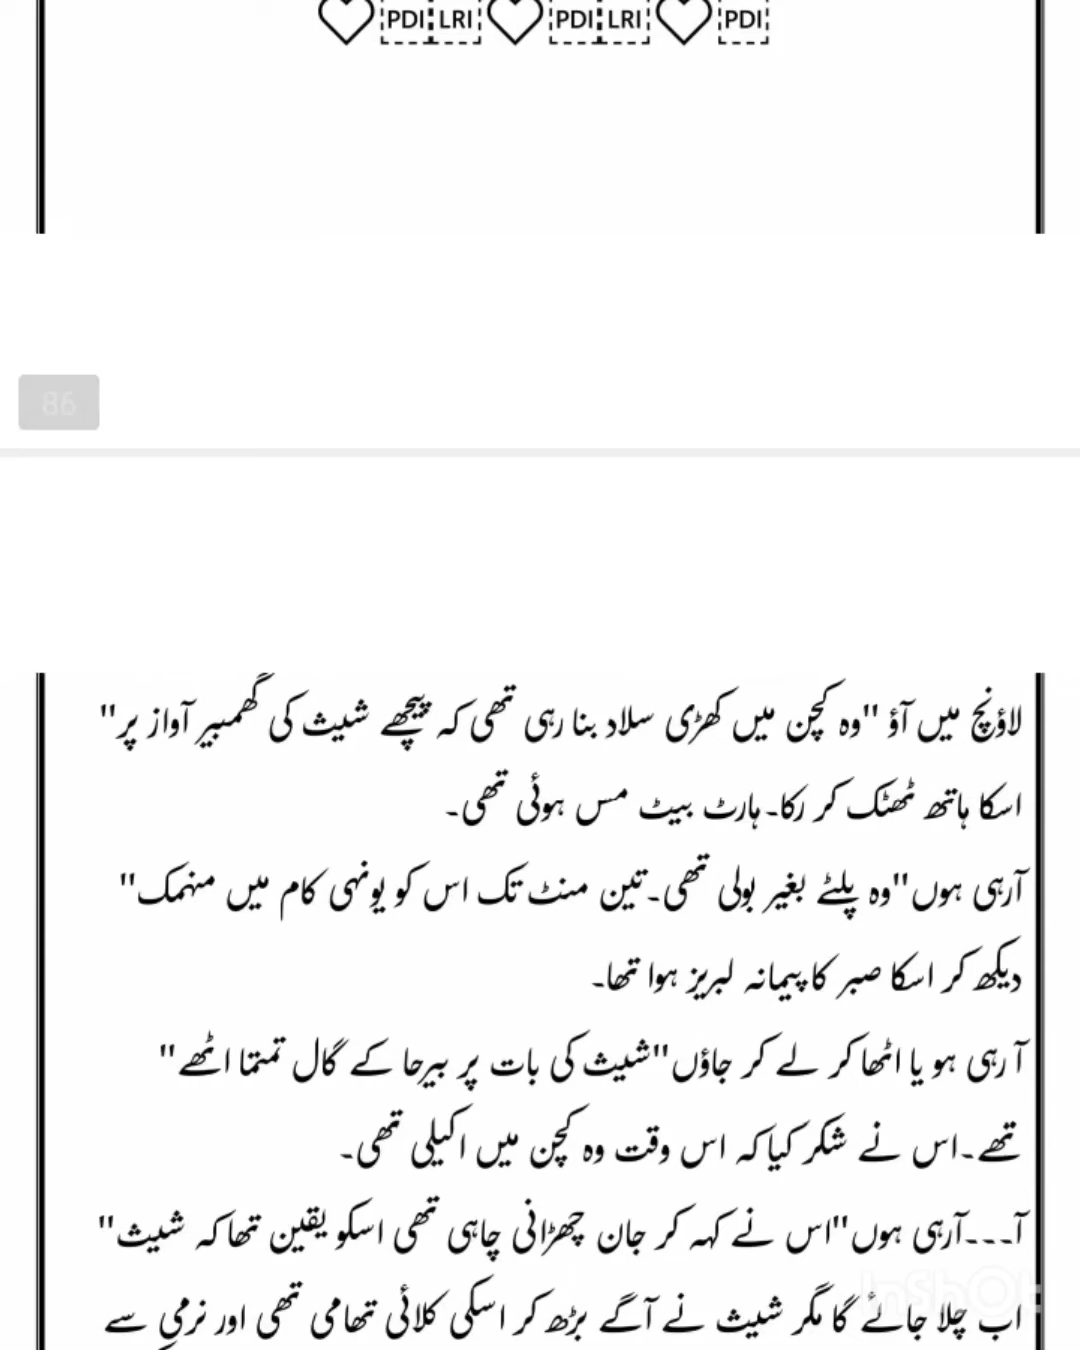 ♡PDI LRI♡PDI LRI♡PDI
86
لاؤنچ میں آؤ "وہ کچن میں کھڑی سلاد بنا رہی تھی کہ پیچھے شیث کی گھمبیر آواز پر"
اسکا ہاتھ ٹھٹک کر رکا۔ہارٹ بیٹ مس ہوئی تھی۔
آرہی ہوں"وہ پلٹے بغیر بولی تھی۔تین منٹ تک اس کو یونہی کام میں منہمک"
دیکھ کر اسکا صبر کا پیمانہ لبریز ہوا تھا۔
آ رہی ہو یا اٹھا کر لے کر جاؤں"شیث کی بات پر بیرحا کے گال تمتما اٹھے"
تھے۔اس نے شکر کیا کہ اس وقت وہ کچن میں اکیلی تھی۔
آ۔۔۔آرہی ہوں"اس نے کہہ کر جان چھڑانی چاہی تھی اسکو یقین تھا کہ شیث"
اب چلا جائے گا مگر شیث نے آگے بڑھ کر اسکی کلائی تھامی تھی اور نرمی سے
InShOt